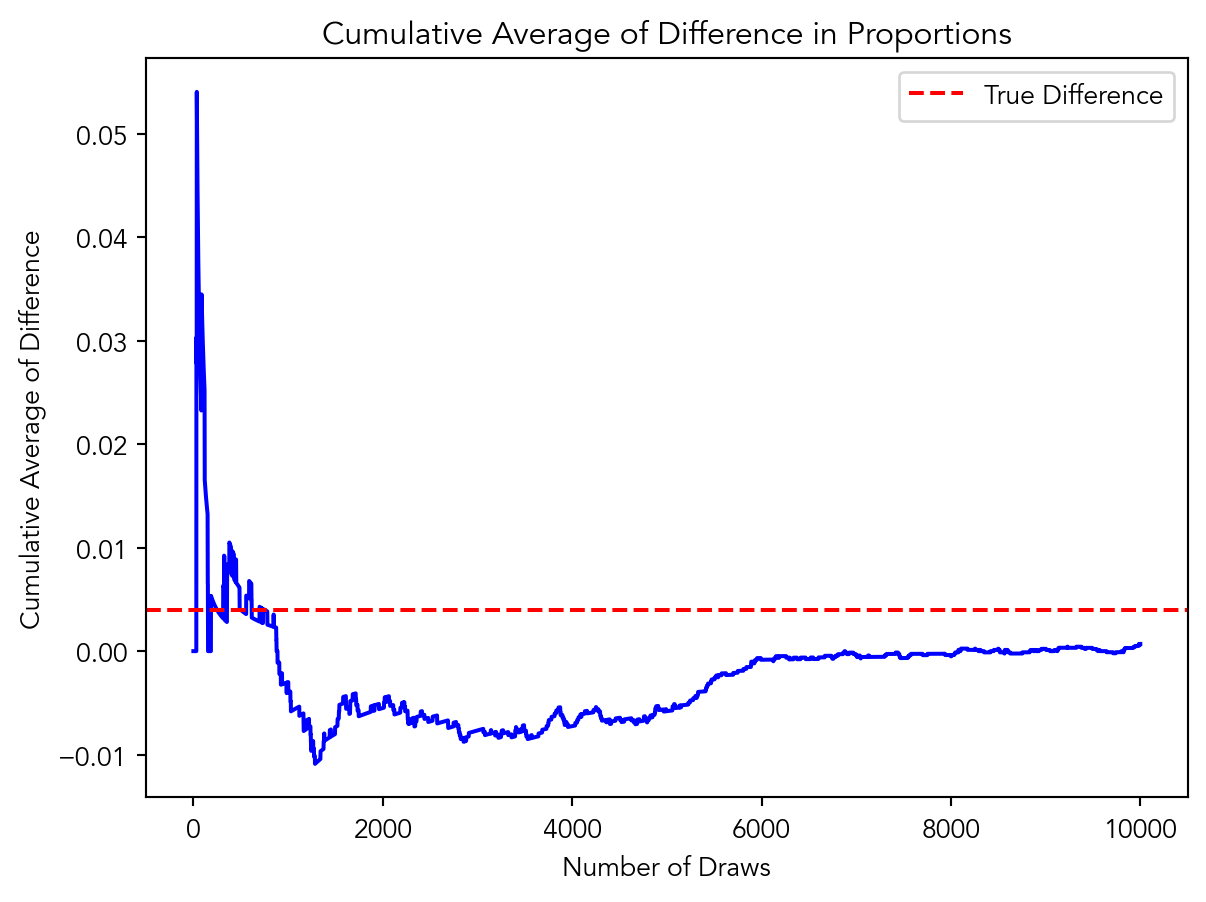 Cumulative Average of Difference in Proportions
True Difference
Cumulative Average of Difference
0.05
0.04
0.03
0.02
0.01
0.00
−0.01
0 2000 4000 6000 8000 10000
Number of Draws